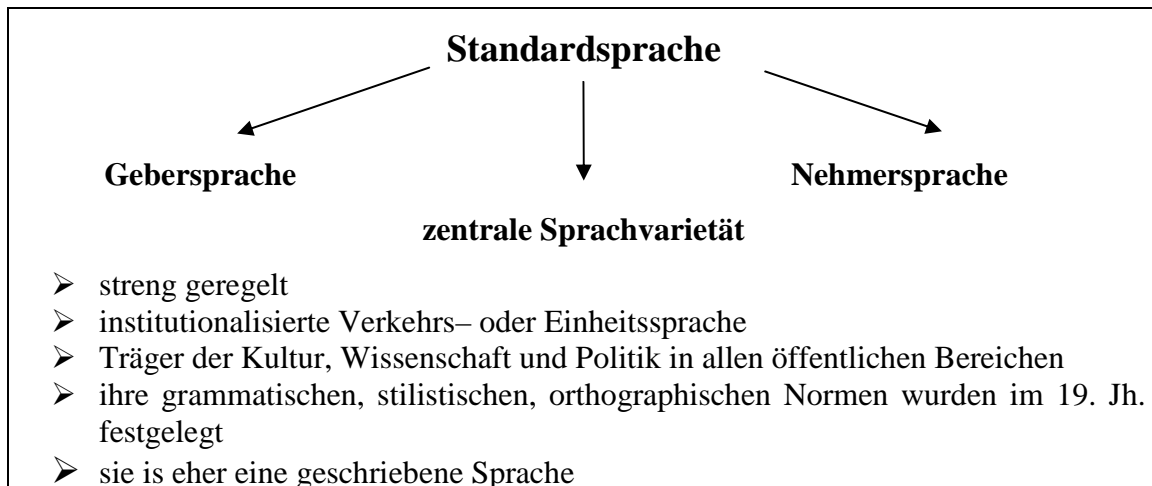 Standardsprache
Gebersprache Nehmersprache
zentrale Sprachvarietät
➢ streng geregelt
➢ institutionalisierte Verkehrs– oder Einheitssprache
➢ Träger der Kultur, Wissenschaft und Politik in allen öffentlichen Bereichen
➢ ihre grammatischen, stilistischen, orthographischen Normen wurden im 19. Jh.
festgelegt
➢ sie is eher eine geschriebene Sprache